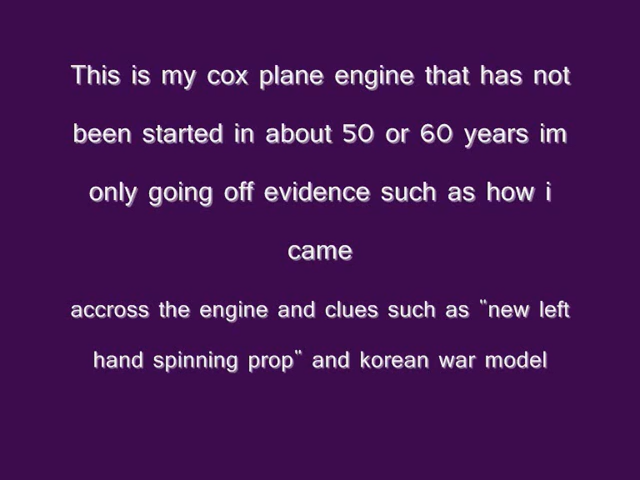 This is my cox plane engine that has not
been started in about 50 or 60 years im
only going off evidence such as how i
came
accross the engine and clues such as "new left
hand spinning prop" and korean war model